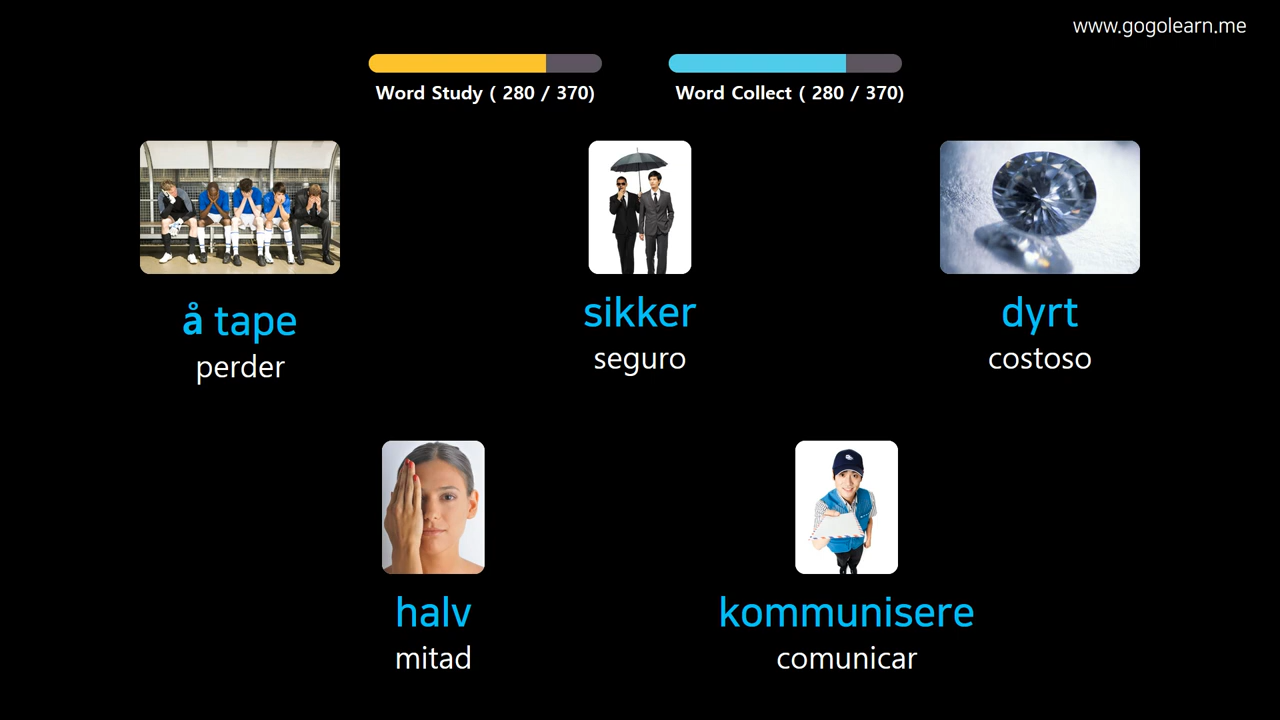 www.gogolearn.me
Word Study ( 280 / 370)
Word Collect ( 280 / 370)
å tape
perder
sikker
seguro
dyrt
costoso
halv
mitad
kommunisere
comunicar